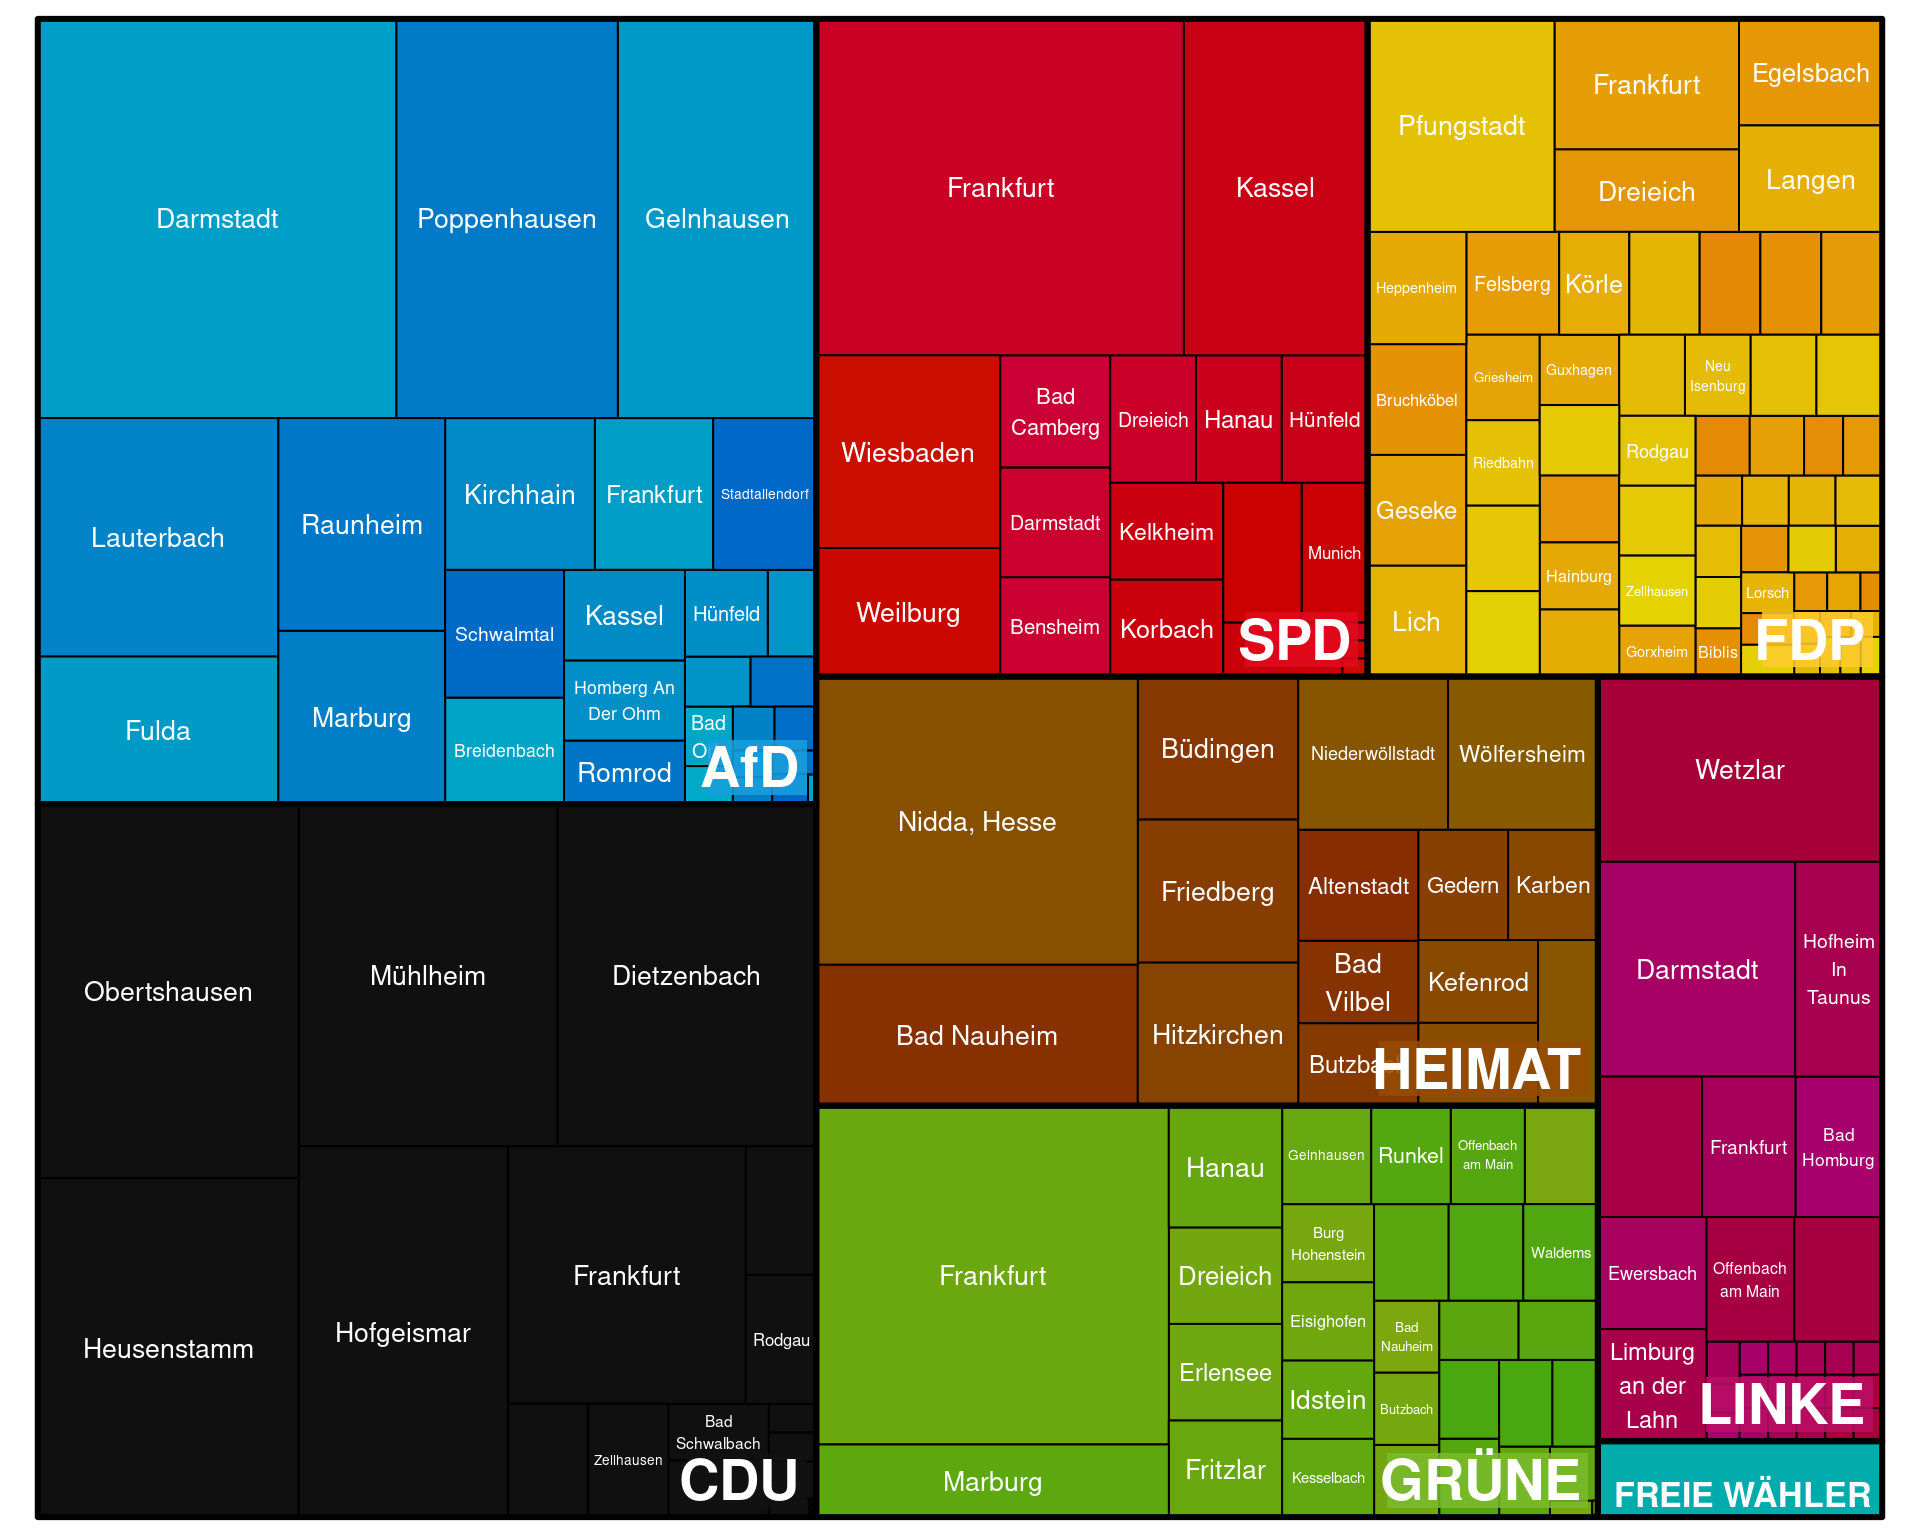 Darmstadt
Poppenhausen
Gelnhausen
Lauterbach
Raunheim
Kirchhain
Frankfurt
Stadtallendorf
Fulda
Marburg
Schwalmtal
Kassel
Hünfeld
Breidenbach
Homberg An
Der Ohm
Romrod
Bad
AfD
Frankfurt
Kassel
Wiesbaden
Weilburg
Bad
Camberg
Darmstadt
Bensheim
Dreieich
Hanau
Hünfeld
Kelkheim
Korbach
Munich
SPD
Pfungstadt
Frankfurt
Dreieich
Egelsbach
Langen
Heppenheim
Felsberg
Körle
Bruchköbel
Griesheim
Guxhagen
Neu
Isenburg
Geseke
Riedbahn
Rodgau
Lich
Hainburg
Zellhausen
Lorsch
Gorxheim
Biblis
FDP
Obertshausen
Mühlheim
Dietzenbach
Heusenstamm
Hofgeismar
Frankfurt
Rodgau
Zellhausen
Bad
Schwalbach
CDU
Nidda, Hesse
Bad Nauheim
Büdingen
Friedberg
Hitzkirchen
Niederwöllstadt
Wölfersheim
Altenstadt
Gedern
Karben
Bad
Vilbel
Kefenrod
Butzbach
HEIMAT
Frankfurt
Marburg
Hanau
Dreieich
Erlensee
Fritzlar
Gelnhausen
Runkel
Offenbach
am Main
Burg
Hohenstein
Waldems
Eisighofen
Bad
Nauheim
Idstein
Butzbach
Kesselbach
GRÜNE
Wetzlar
Darmstadt
Hofheim
In
Taunus
Frankfurt
Bad
Homburg
Ewersbach
Offenbach
am Main
Limburg
an der
Lahn
LINKE
FREIE WÄHLER